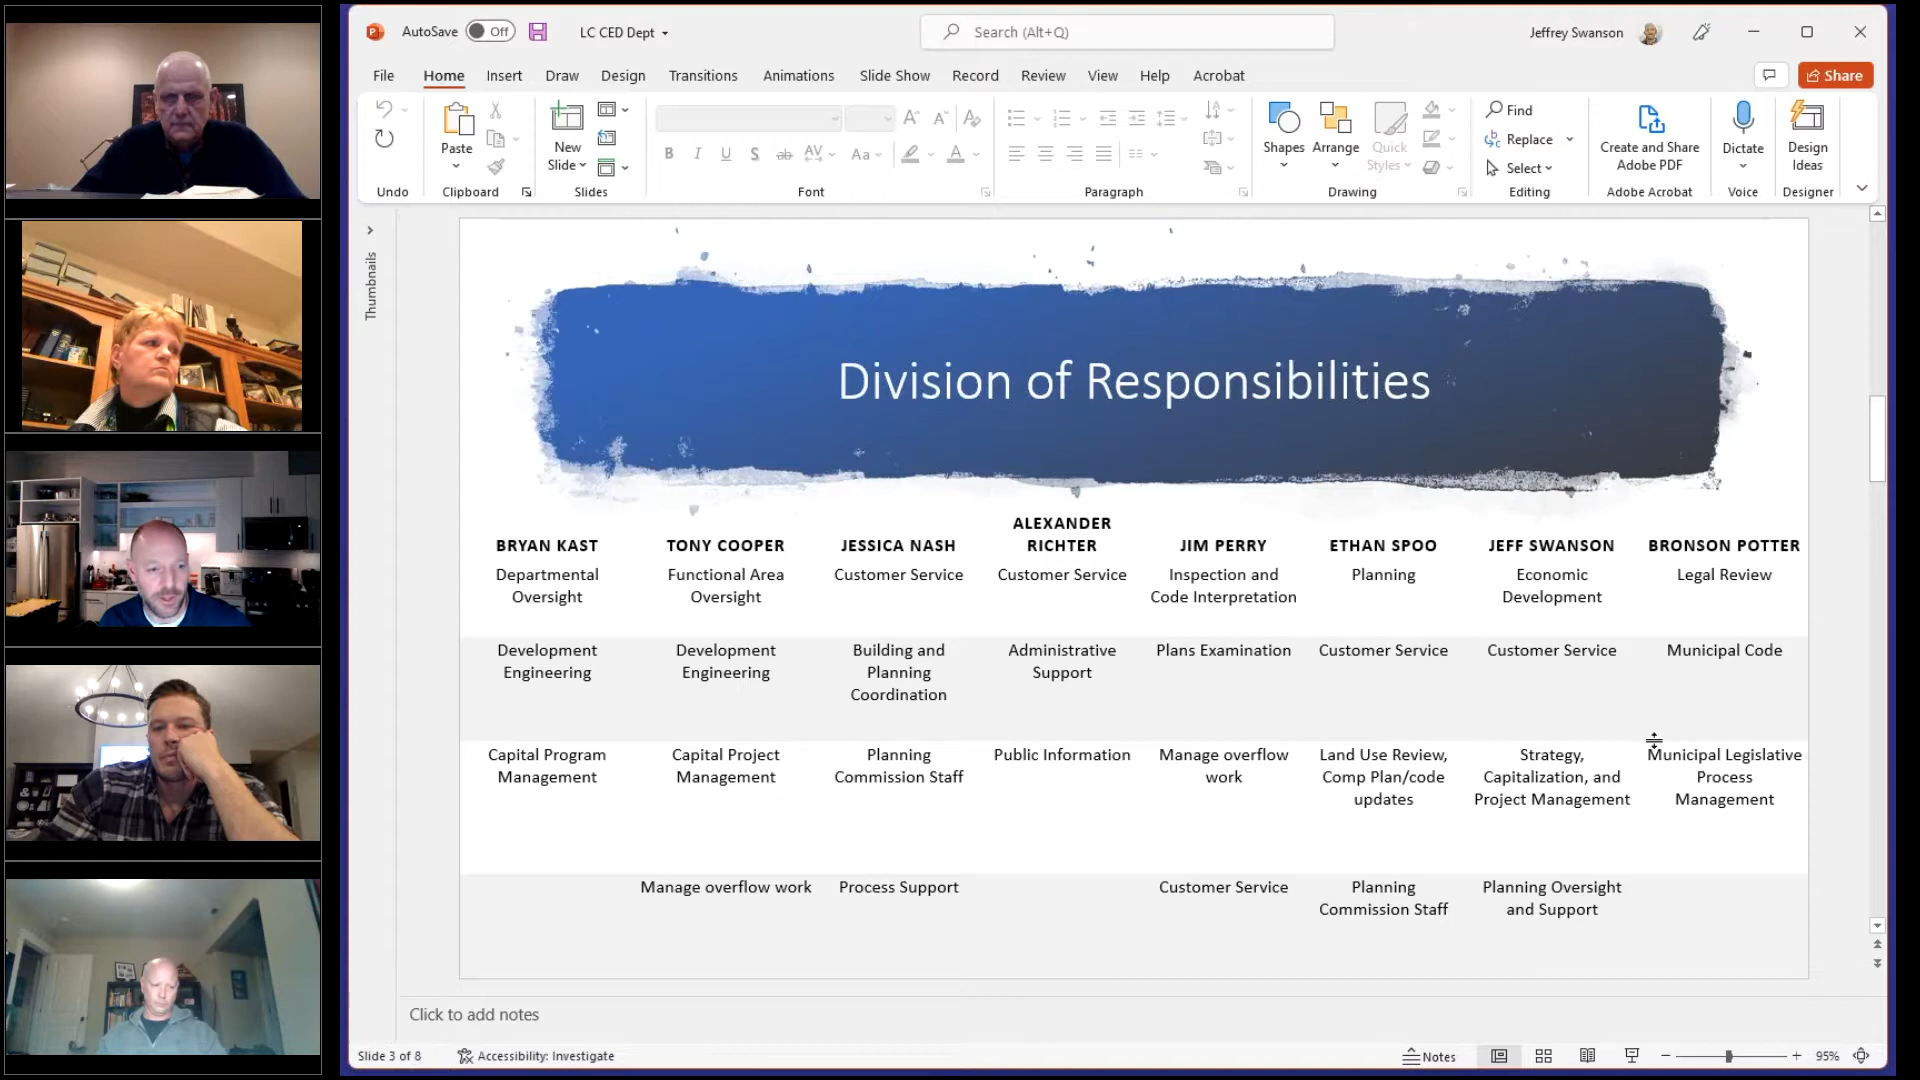 AutoSave
Off
LC CED Dept
Search (Alt+Q)
Jeffrey Swanson
File
Home
Insert
Draw
Design
Transitions
Animations
Slide Show
Record
Review
View
Help
Acrobat
Share
Paste
New
Slide
Shapes
Arrange
Quick
Styles
Find
Replace
Select
Create and Share
Adobe PDF
Dictate
Design
Ideas
B I U S ab AV Aa A
Undo
Clipboard
Slides
Font
Paragraph
Drawing
Editing
Adobe Acrobat
Voice
Designer
Thumbnails
Division of Responsibilities
BRYAN KAST
TONY COOPER
JESSICA NASH
ALEXANDER
RICHTER
JIM PERRY
ETHAN SPOO
JEFF SWANSON
BRONSON POTTER
Departmental
Oversight
Functional Area
Oversight
Customer Service
Customer Service
Inspection and
Code Interpretation
Planning
Economic
Development
Legal Review
Development
Engineering
Development
Engineering
Building and
Planning
Coordination
Administrative
Support
Plans Examination
Customer Service
Customer Service
Municipal Code
Capital Program
Management
Capital Project
Management
Planning
Commission Staff
Public Information
Manage overflow
work
Land Use Review,
Comp Plan/code
updates
Strategy,
Capitalization, and
Project Management
Municipal Legislative
Process
Management
Manage overflow work
Process Support
Customer Service
Planning
Commission Staff
Planning Oversight
and Support
Click to add notes
Slide 3 of 8
Accessibility: Investigate
Notes
95%